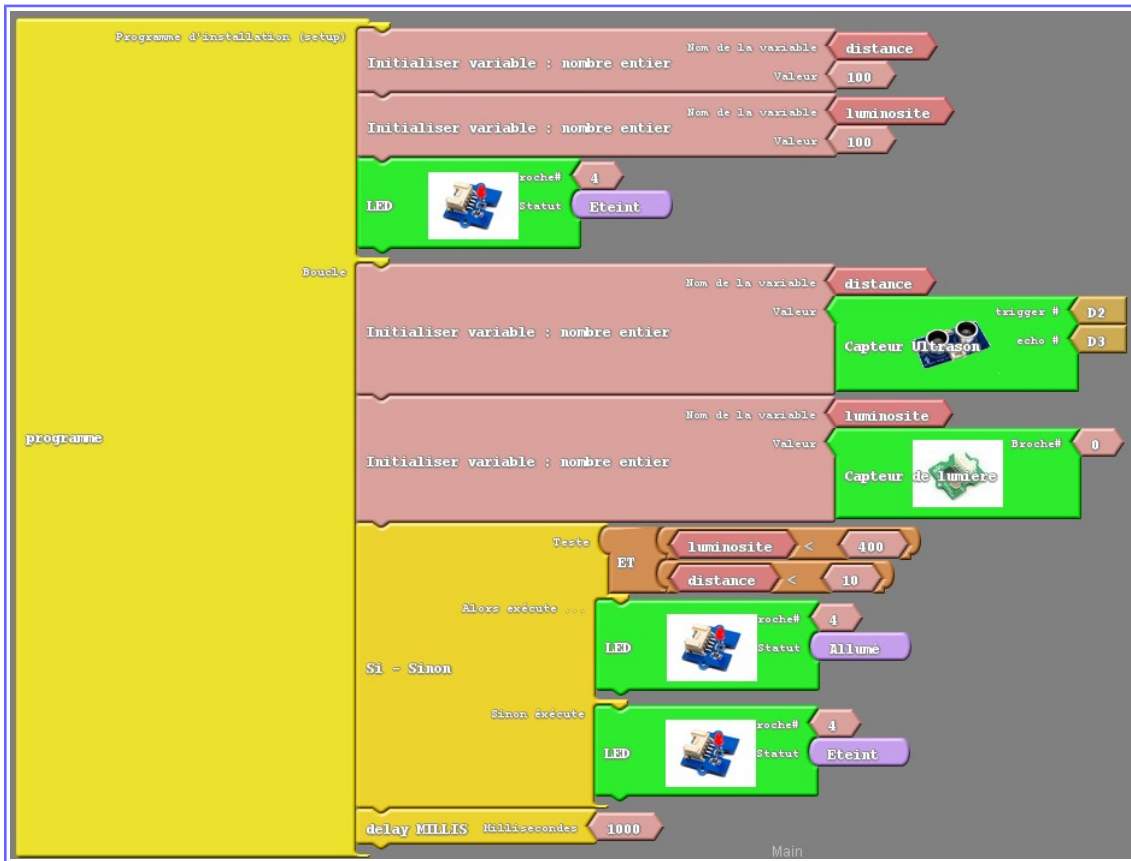 Programme d'installation (setup)
Initialiser variable : nombre entier
Nom de la variable distance
Valeur 100
Initialiser variable : nombre entier
Nom de la variable luminosite
Valeur 100
LED
roche# 4
Statut Eteint
Boucle
Initialiser variable : nombre entier
Nom de la variable distance
Valeur
Capteur Ultrason
trigger # D2
echo # D3
programme
Initialiser variable : nombre entier
Nom de la variable luminosite
Valeur
Capteur de lumiere
Broche# 0
Si - Sinon
Teste
ET
luminosite < 400
distance < 10
Alors exécute ...
LED
roche# 4
Statut Allumé
Sinon éxécute
LED
roche# 4
Statut Eteint
delay MILLIS Millisecondes 1000
Main